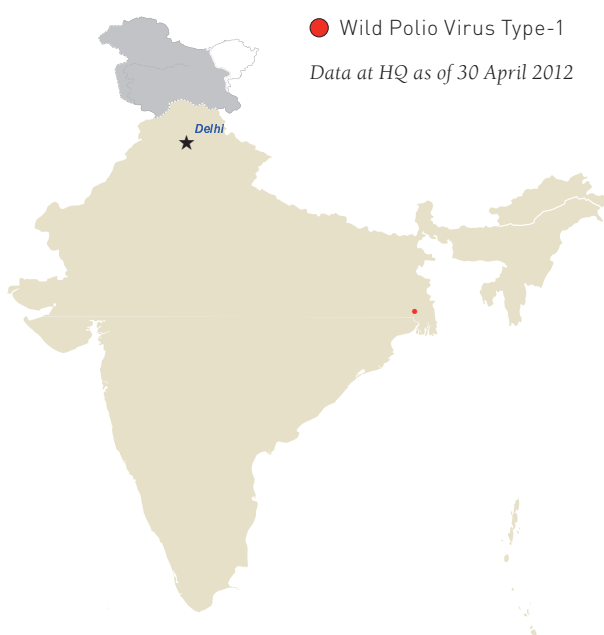 Wild Polio Virus Type-1
Data at HQ as of 30 April 2012
Delhi